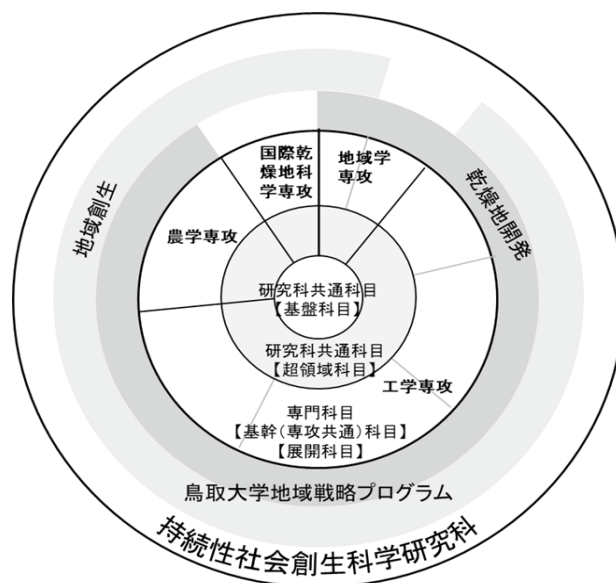 国際乾
燥地科
学専攻
地域学
専攻
地域創生
乾燥地開発
農学専攻
研究科共通科目
【基盤科目】
研究科共通科目
【超領域科目】
工学専攻
専門科目
【基幹(専攻共通)科目】
【展開科目】
鳥取大学地域戦略プログラム
持続性社会創生科学研究科